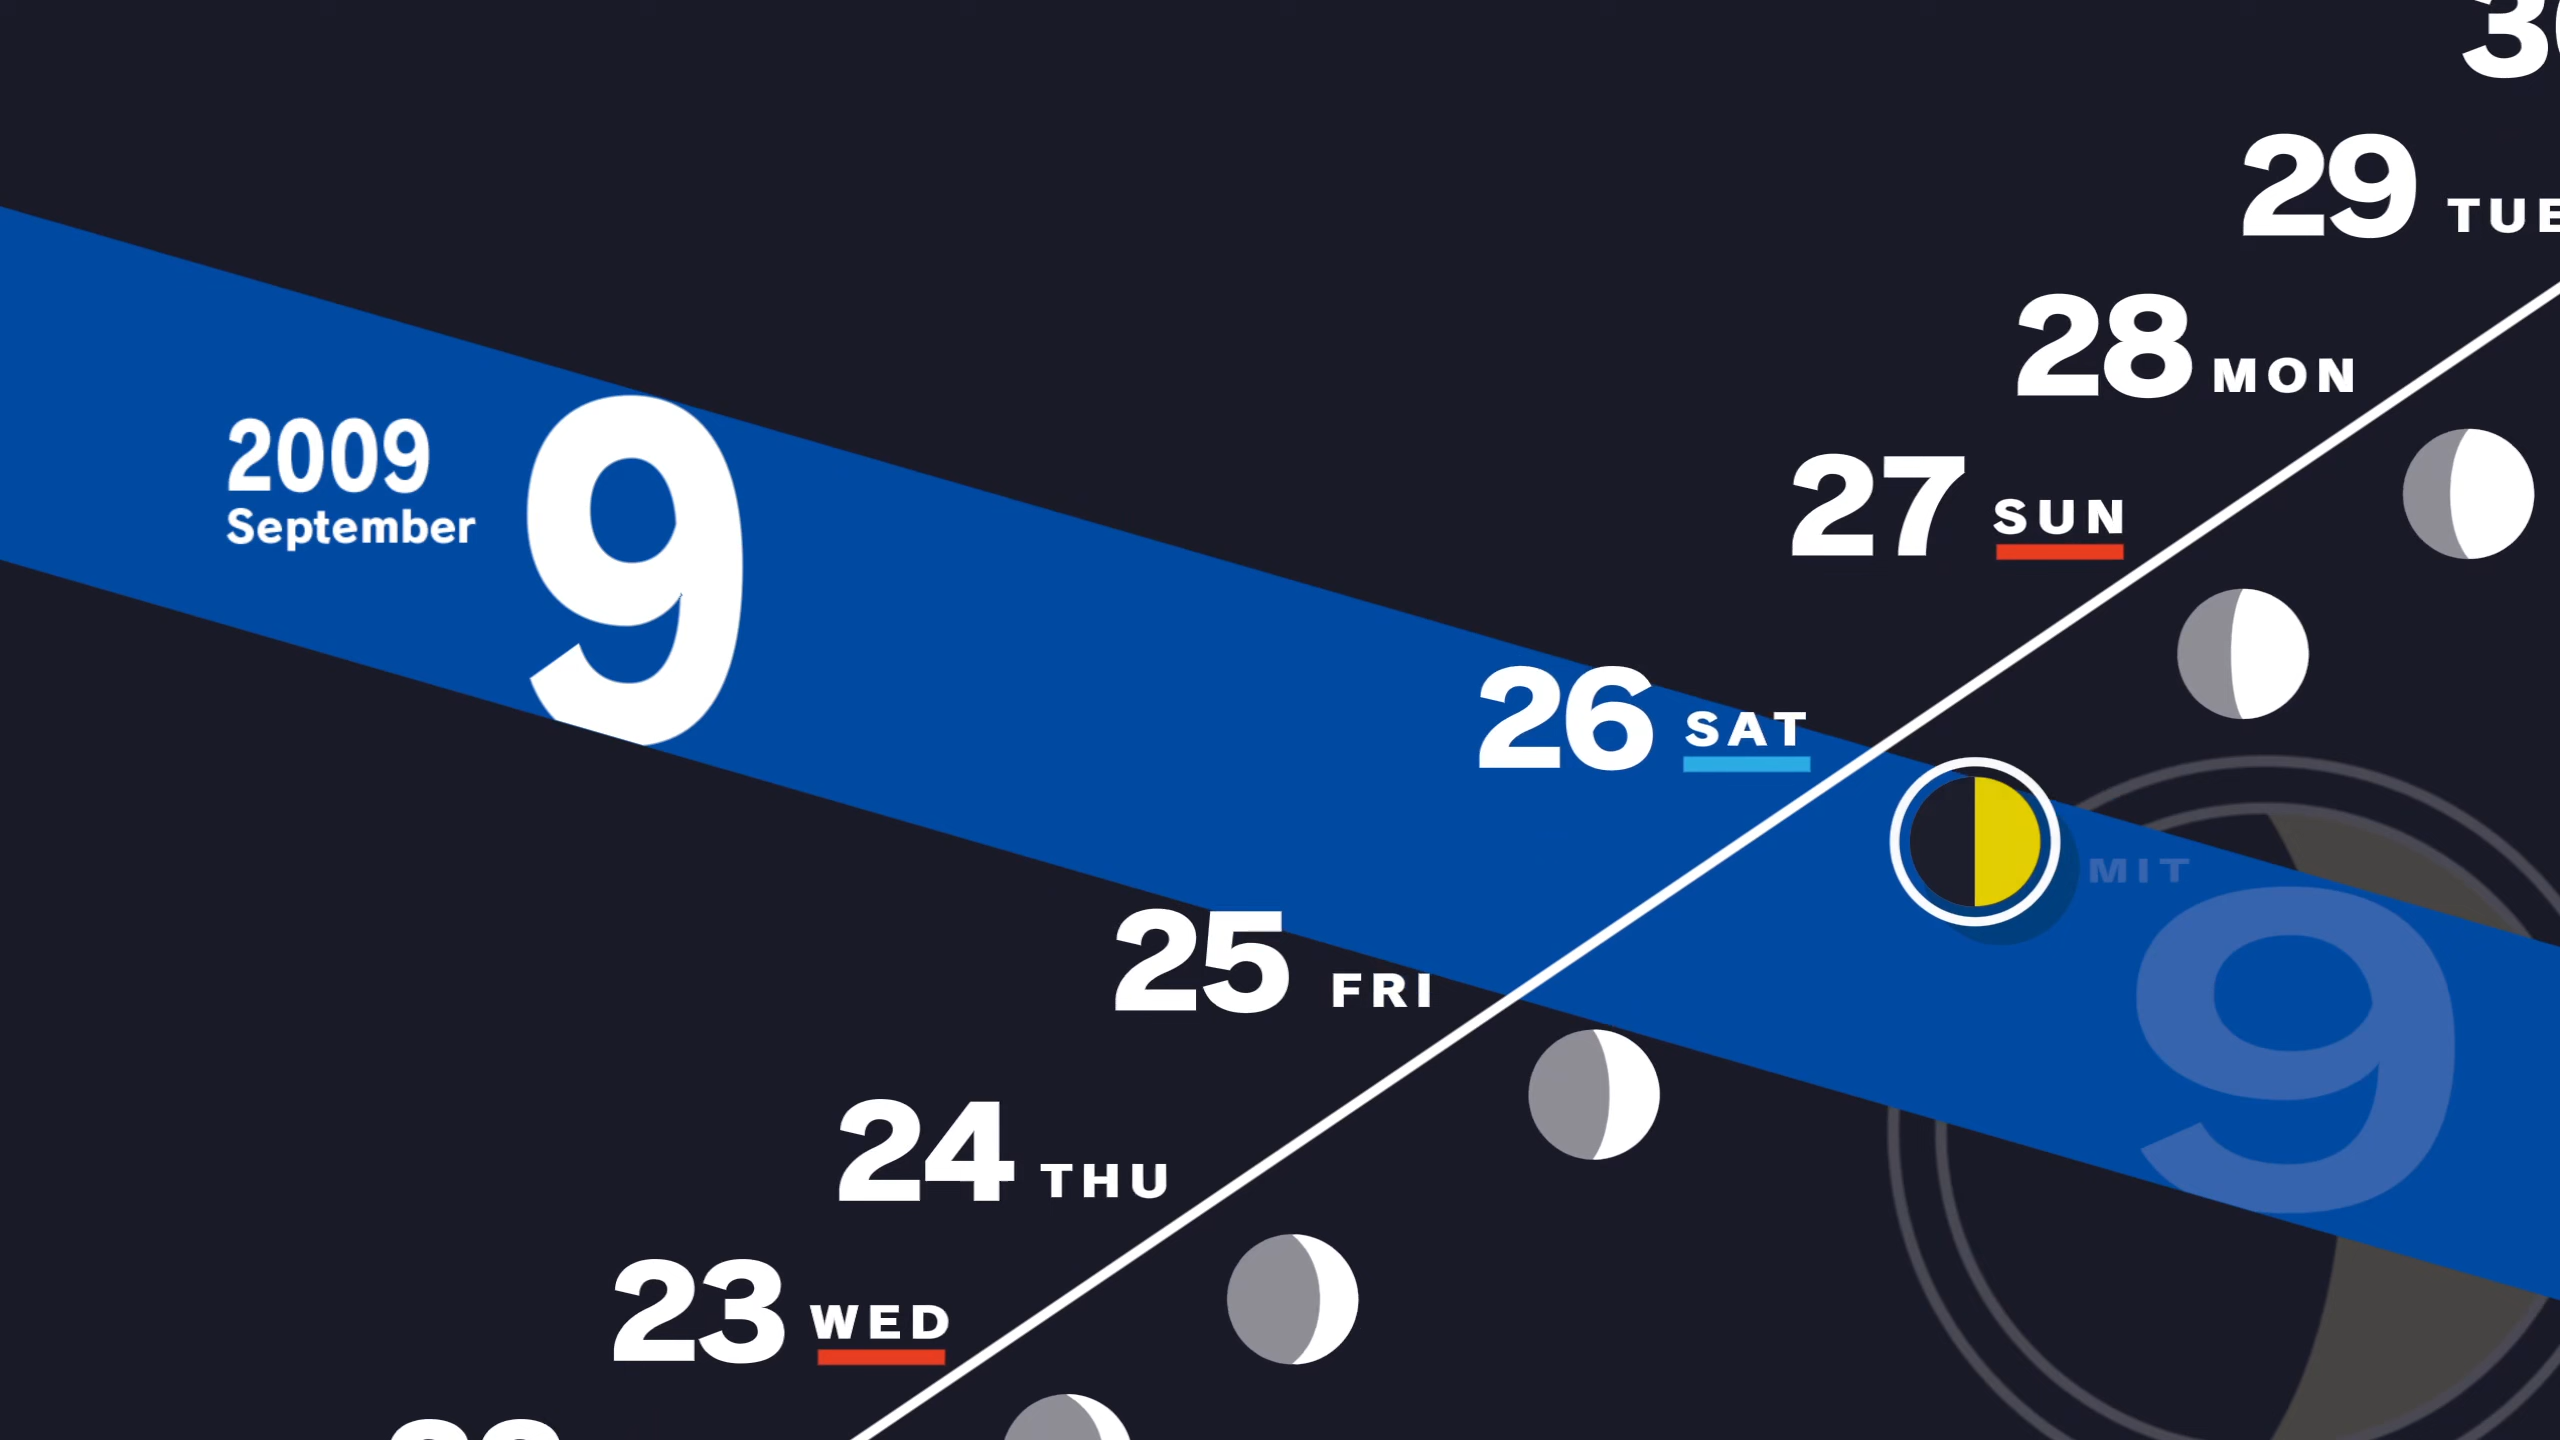 2009
September
9
29 TUE
28 MON
27 SUN
26 SAT
MIT
9
25 FRI
24 THU
23 WED